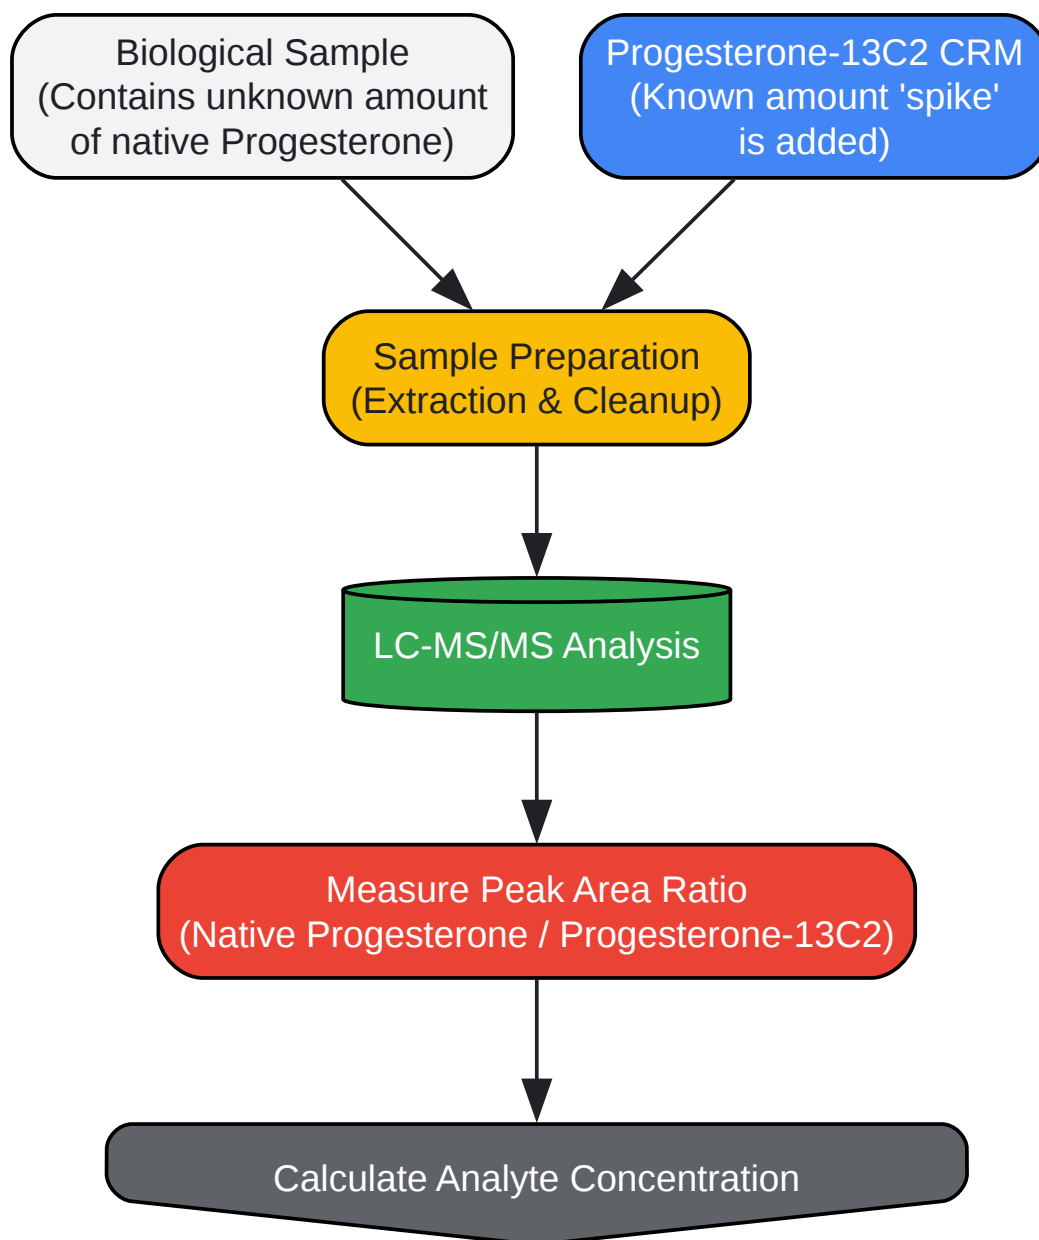 Biological Sample
(Contains unknown amount
of native Progesterone)
Progesterone-13C2 CRM
(Known amount 'spike'
is added)
Sample Preparation
(Extraction & Cleanup)
LC-MS/MS Analysis
Measure Peak Area Ratio
(Native Progesterone / Progesterone-13C2)
Calculate Analyte Concentration